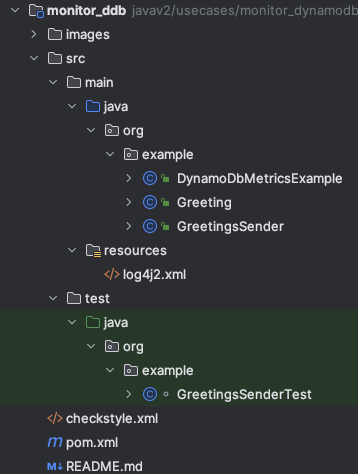 monitor_ddb javav2/usecases/monitor_dynamodb
images
src
main
java
org
example
DynamoDbMetricsExample
Greeting
GreetingsSender
resources
log4j2.xml
test
java
org
example
GreetingsSenderTest
checkstyle.xml
pom.xml
README.md